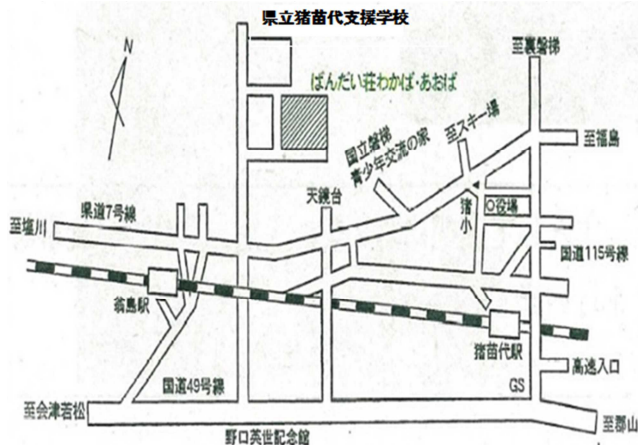 県立猪苗代支援学校
N
至裏磐梯
ばんだい荘わかば・あおば
至スキー場
至福島
国立磐梯
青少年交流の家
天鏡台
猪小
○役場
県道7号線
至塩川
国道115号線
翁島駅
猪苗代駅
高速入口
国道49号線
GS
至会津若松
至郡山
野口英世記念館